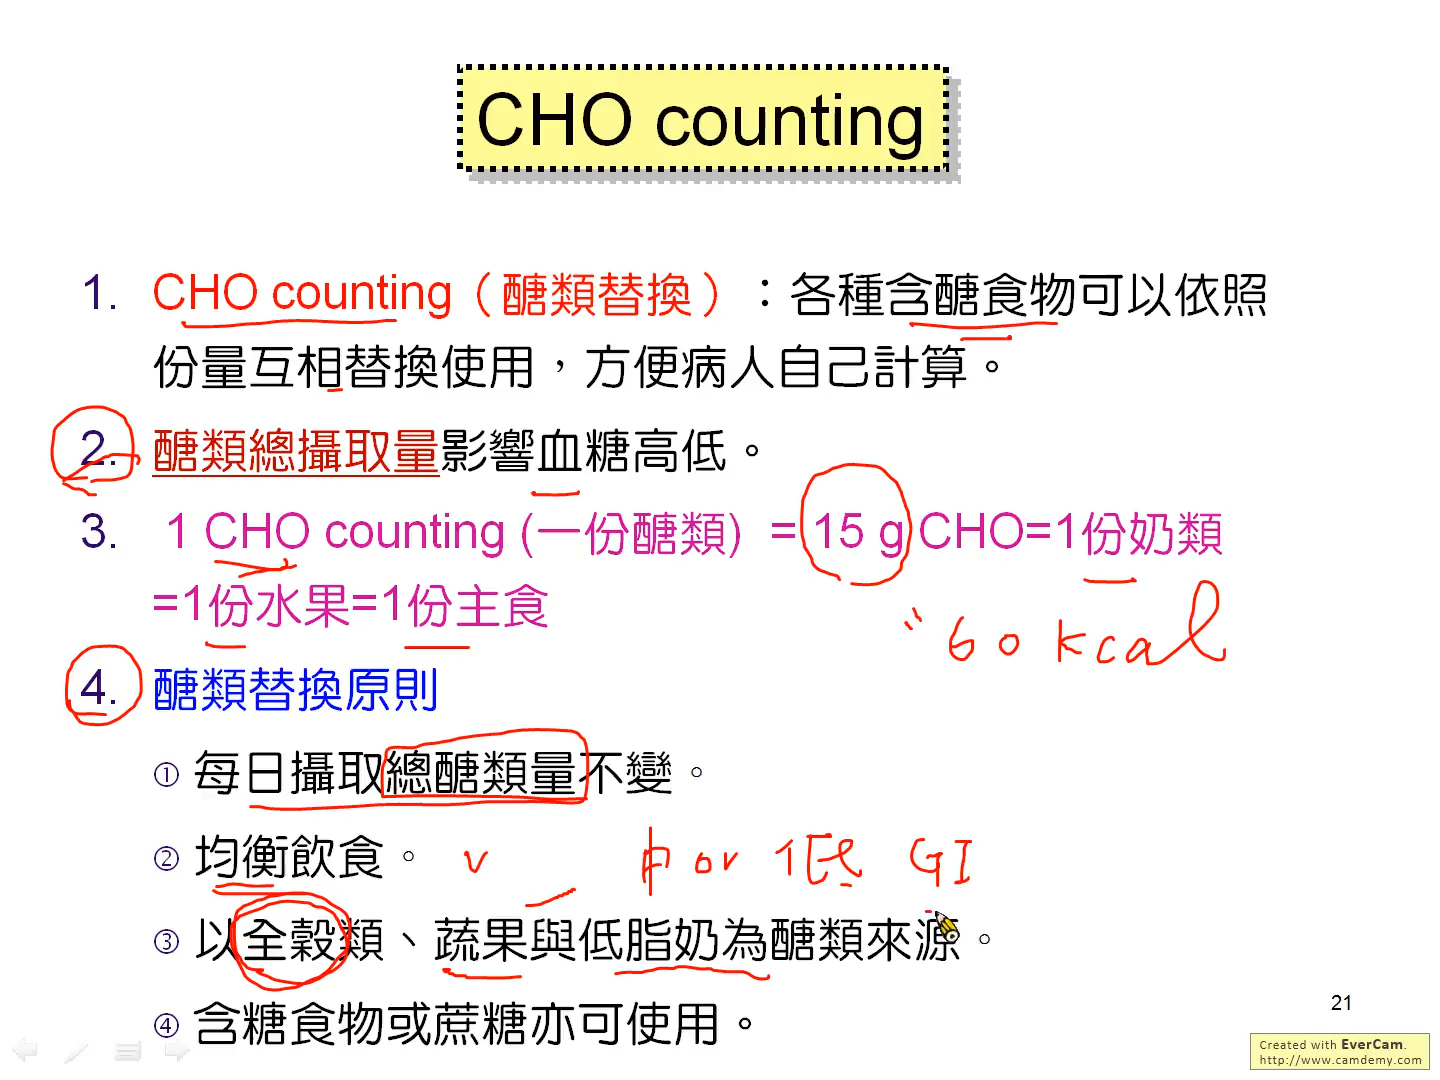 CHO counting
1. CHO counting（醣類替換）：各種含醣食物可以依照
份量互相替換使用，方便病人自己計算。
2. 醣類總攝取量影響血糖高低。
3. 1 CHO counting (一份醣類) = 15 g CHO=1份奶類
=1份水果=1份主食
60 kcal
4. 醣類替換原則
① 每日攝取總醣類量不變。
② 均衡飲食。 v 中 or 低 GI
③ 以全穀類、蔬果與低脂奶為醣類來源。
④ 含糖食物或蔗糖亦可使用。
21
Created with EverCam.
http://www.camdemy.com